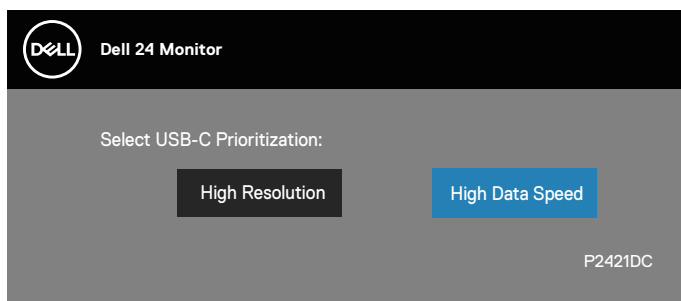 DELL
Dell 24 Monitor
Select USB-C Prioritization:
High Resolution
High Data Speed
P2421DC